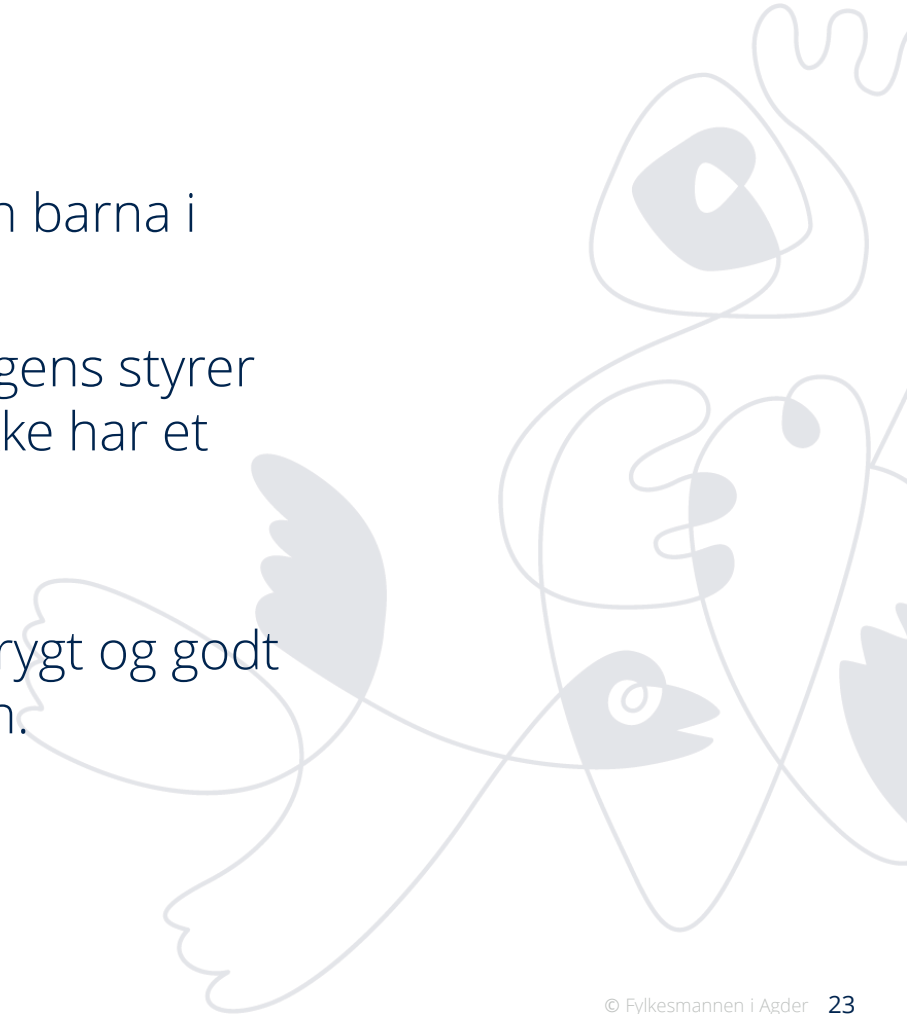 n barna i
gens styrer
ke har et
rygt og godt
n.
© Fylkesmannen i Agder 23